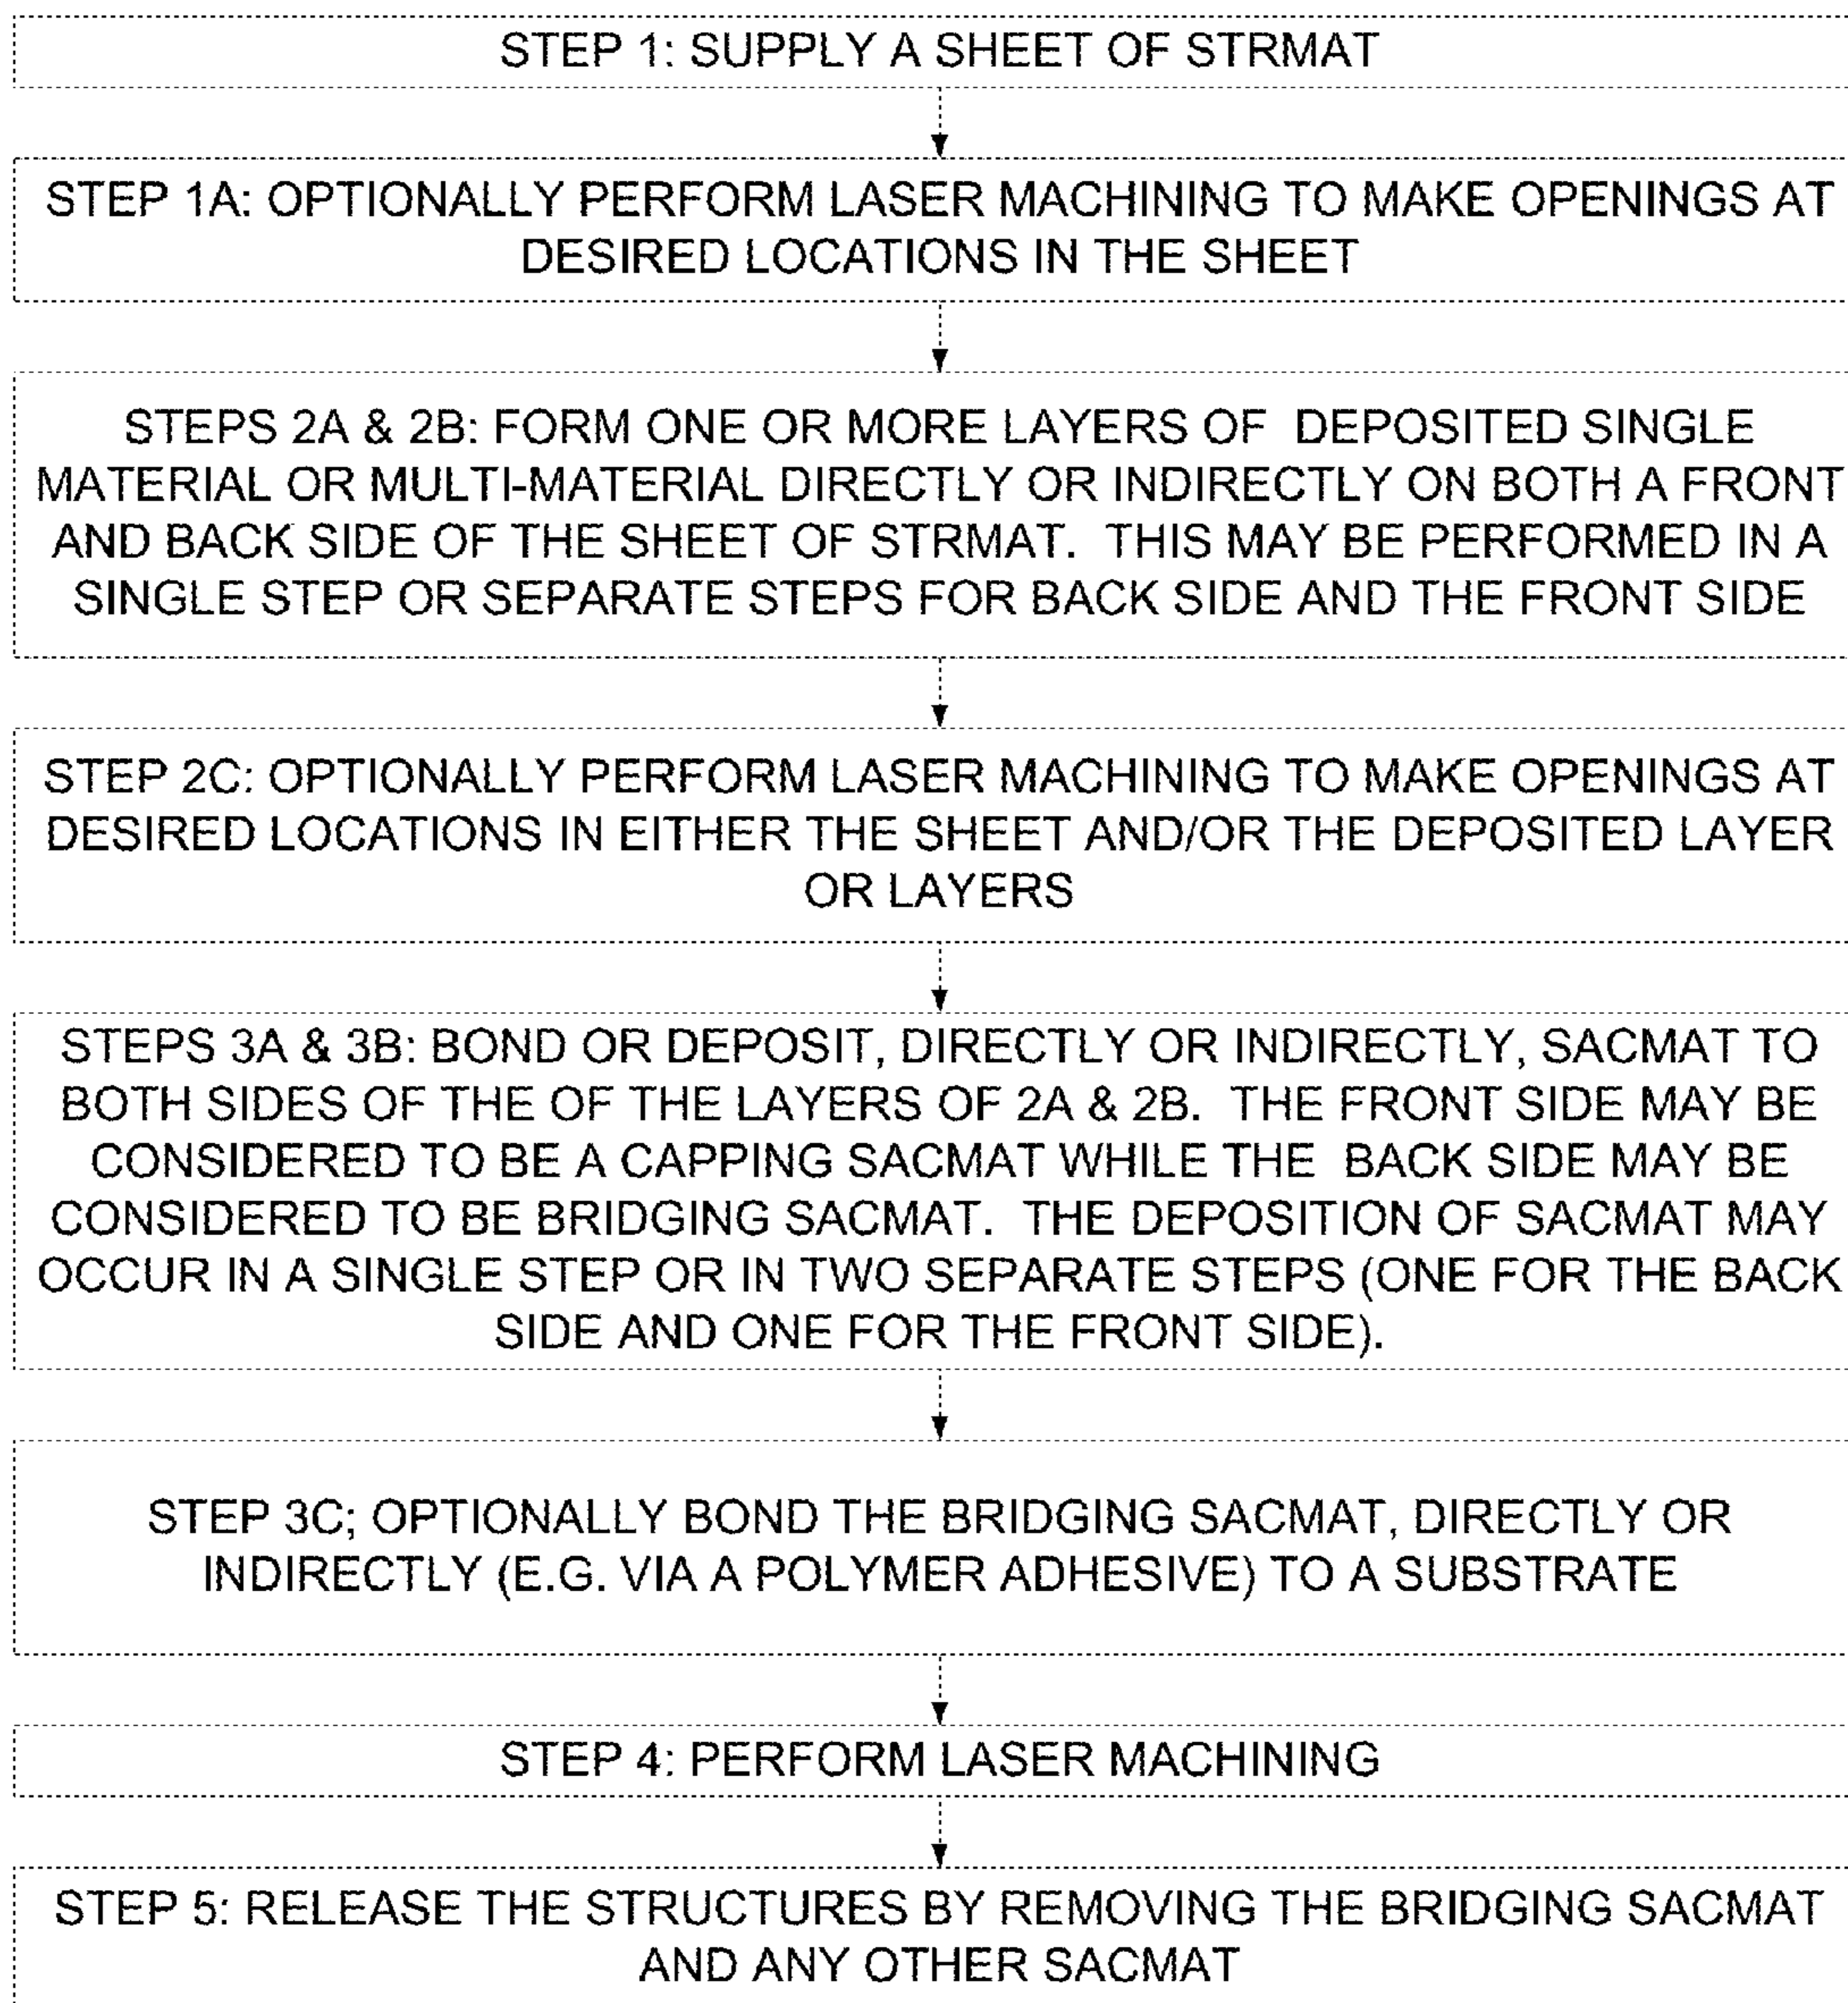 STEP 1: SUPPLY A SHEET OF STRMAT
STEP 1A: OPTIONALLY PERFORM LASER MACHINING TO MAKE OPENINGS AT
DESIRED LOCATIONS IN THE SHEET
STEPS 2A & 2B: FORM ONE OR MORE LAYERS OF DEPOSITED SINGLE
MATERIAL OR MULTI-MATERIAL DIRECTLY OR INDIRECTLY ON BOTH A FRONT
AND BACK SIDE OF THE SHEET OF STRMAT. THIS MAY BE PERFORMED IN A
SINGLE STEP OR SEPARATE STEPS FOR BACK SIDE AND THE FRONT SIDE
STEP 2C: OPTIONALLY PERFORM LASER MACHINING TO MAKE OPENINGS AT
DESIRED LOCATIONS IN EITHER THE SHEET AND/OR THE DEPOSITED LAYER
OR LAYERS
STEPS 3A & 3B: BOND OR DEPOSIT, DIRECTLY OR INDIRECTLY, SACMAT TO
BOTH SIDES OF THE OF THE LAYERS OF 2A & 2B. THE FRONT SIDE MAY BE
CONSIDERED TO BE A CAPPING SACMAT WHILE THE BACK SIDE MAY BE
CONSIDERED TO BE BRIDGING SACMAT. THE DEPOSITION OF SACMAT MAY
OCCUR IN A SINGLE STEP OR IN TWO SEPARATE STEPS (ONE FOR THE BACK
SIDE AND ONE FOR THE FRONT SIDE).
STEP 3C; OPTIONALLY BOND THE BRIDGING SACMAT, DIRECTLY OR
INDIRECTLY (E.G. VIA A POLYMER ADHESIVE) TO A SUBSTRATE
STEP 4: PERFORM LASER MACHINING
STEP 5: RELEASE THE STRUCTURES BY REMOVING THE BRIDGING SACMAT
AND ANY OTHER SACMAT